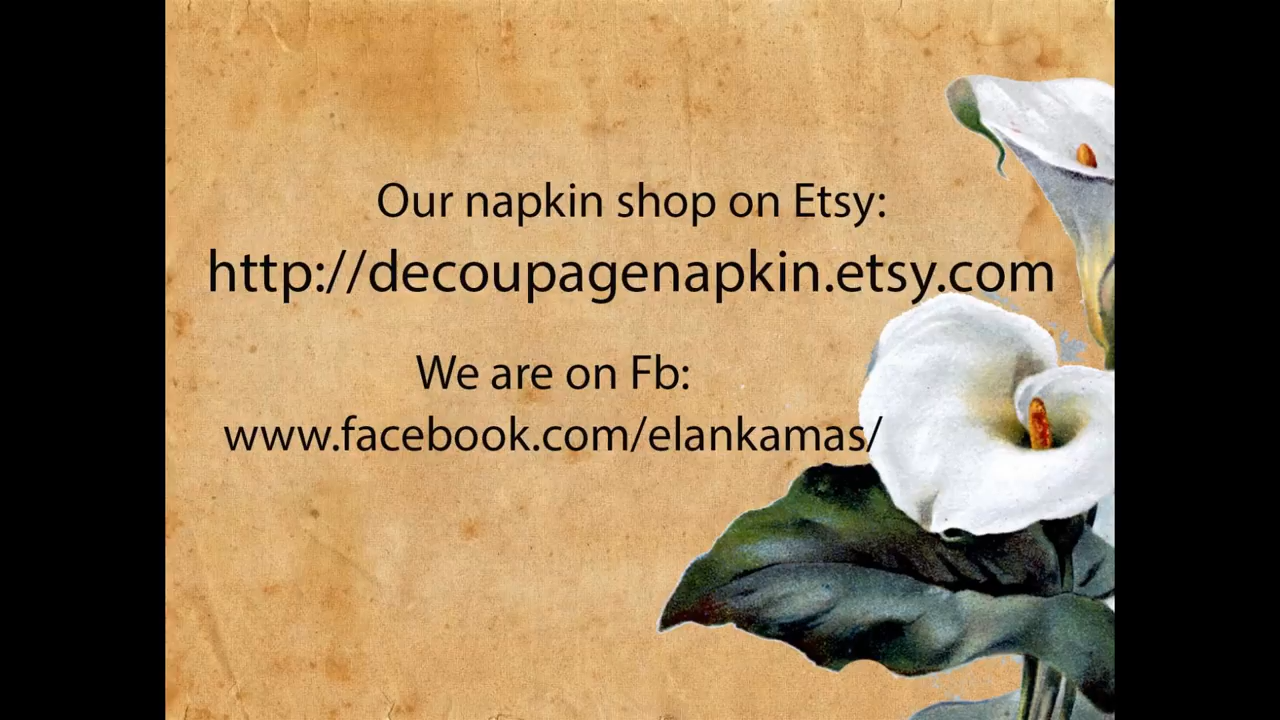 Our napkin shop on Etsy:
http://decoupagenapkin.etsy.com
We are on Fb:
www.facebook.com/elankamas/